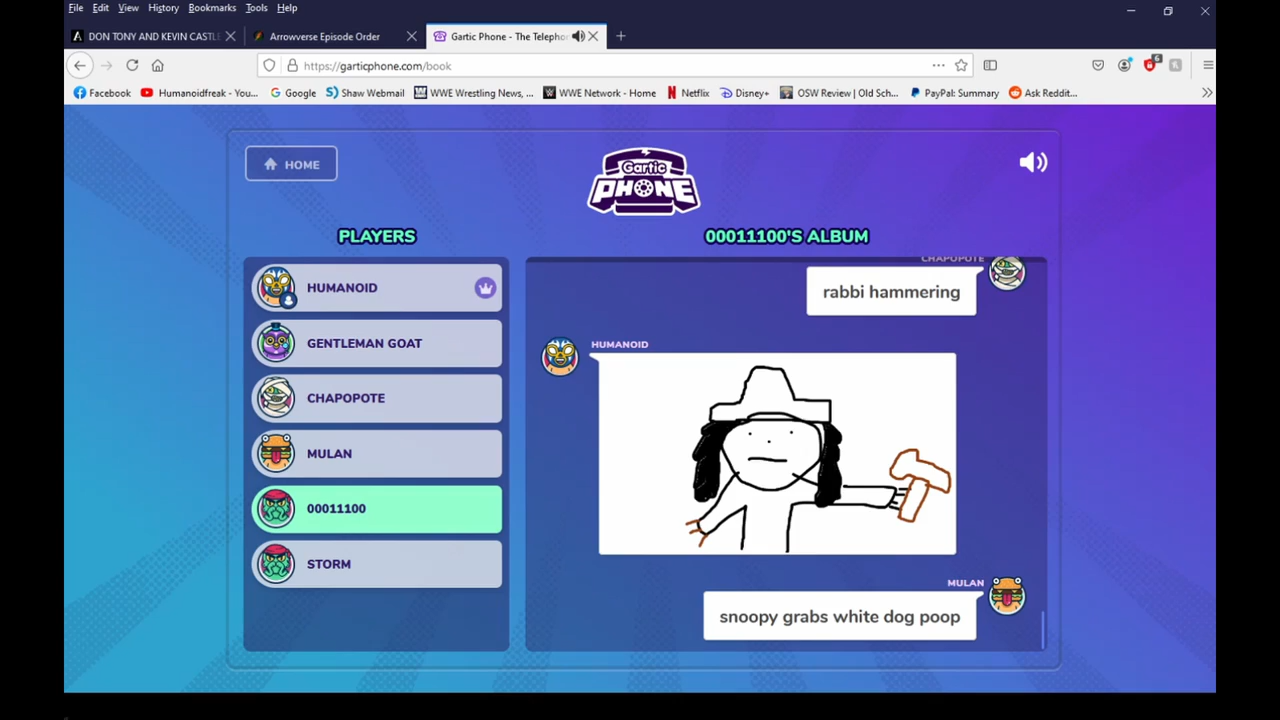 File Edit View History Bookmarks Tools Help
DON TONY AND KEVIN CASTLE
Arrowverse Episode Order
Gartic Phone - The Telepho
https://garticphone.com/book
Facebook Humanoidfreak - You... Google Shaw Webmail WWE Wrestling News, ... WWE Network - Home Netflix Disney+ OSW Review | Old Sch... PayPal: Summary Ask Reddit...
6
HOME
Gartic
PHONE
PLAYERS
00011100'S ALBUM
HUMANOID
GENTLEMAN GOAT
CHAPOPOTE
MULAN
00011100
STORM
CHAPOPOTE
rabbi hammering
HUMANOID
MULAN
snoopy grabs white dog poop